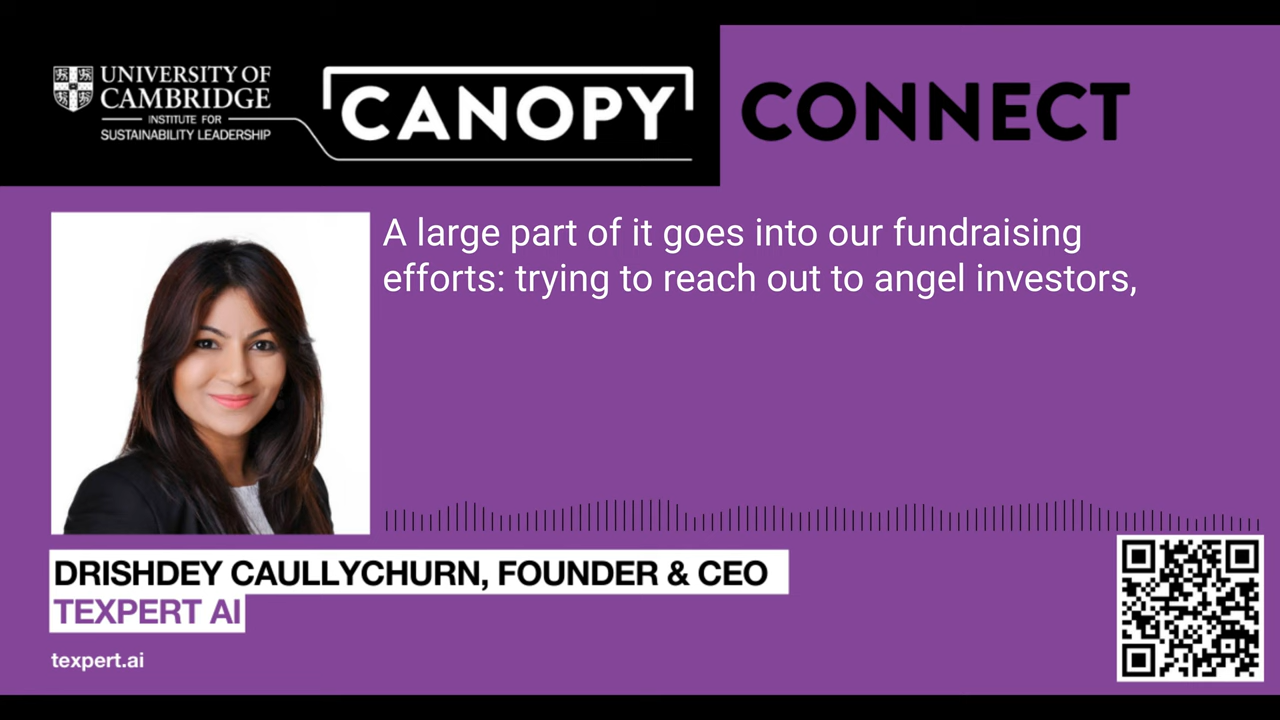 UNIVERSITY OF
CAMBRIDGE
INSTITUTE FOR
SUSTAINABILITY LEADERSHIP
CANOPY
CONNECT
A large part of it goes into our fundraising
efforts: trying to reach out to angel investors,
DRISHDEY CAULLYCHURN, FOUNDER & CEO
TEXPERT AI
texpert.ai